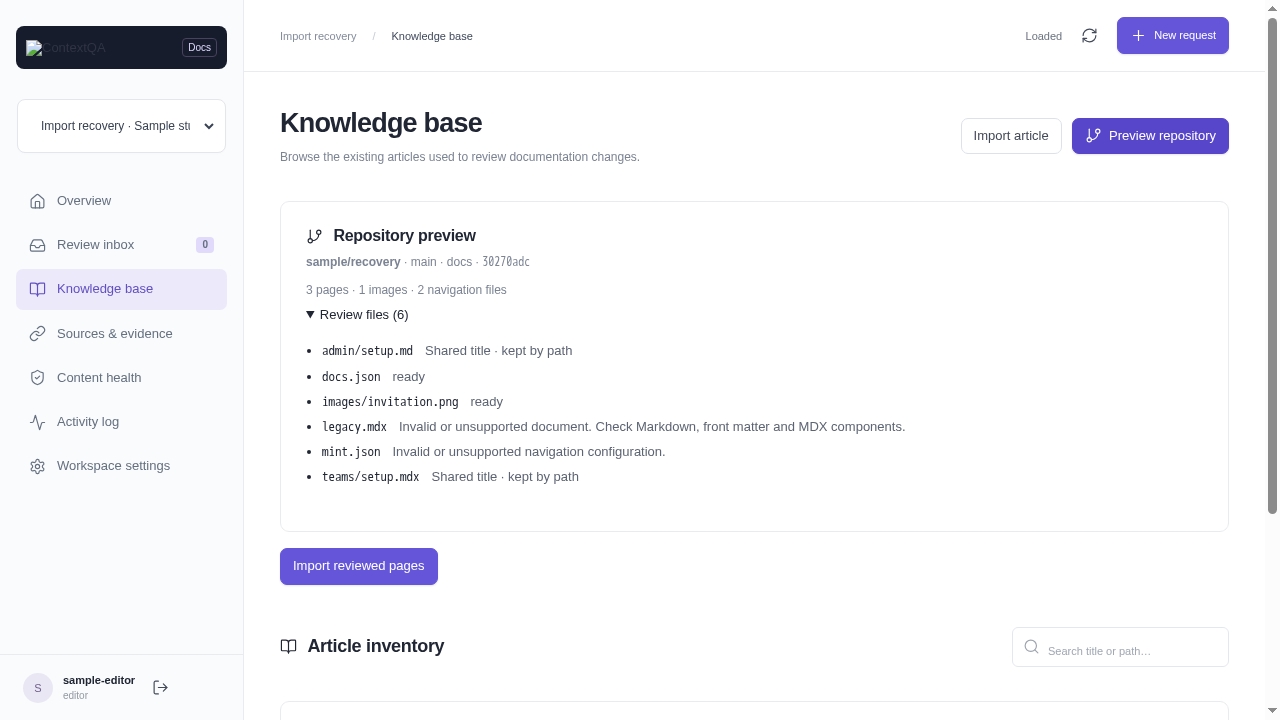 ContextQA
Docs
Import recovery · Sample stu
Overview
Review inbox 0
Knowledge base
Sources & evidence
Content health
Activity log
Workspace settings
S
sample-editor
editor
Import recovery / Knowledge base
Loaded
New request
Knowledge base
Browse the existing articles used to review documentation changes.
Import article
Preview repository
Repository preview
sample/recovery · main · docs · 30270adc
3 pages · 1 images · 2 navigation files
Review files (6)
admin/setup.md Shared title · kept by path
docs.json ready
images/invitation.png ready
legacy.mdx Invalid or unsupported document. Check Markdown, front matter and MDX components.
mint.json Invalid or unsupported navigation configuration.
teams/setup.mdx Shared title · kept by path
Import reviewed pages
Article inventory
Search title or path…